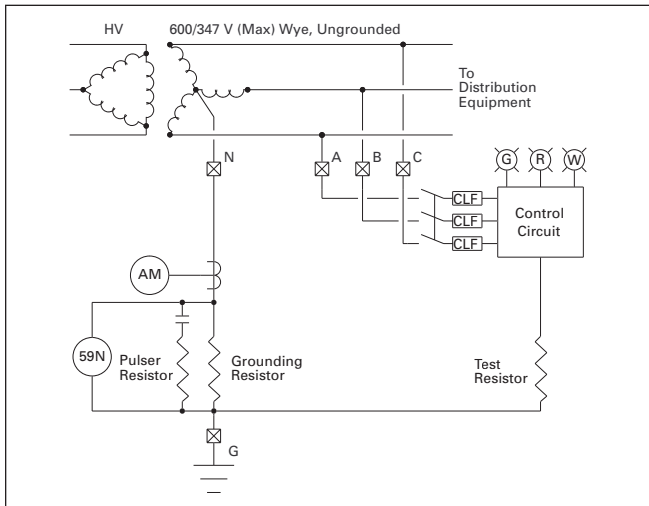 HV 600/347 V (Max) Wye, Ungrounded
To
Distribution
Equipment
N A B C
G R W
CLF
CLF
CLF
Control
Circuit
AM
59N
Pulser
Resistor
Grounding
Resistor
Test
Resistor
G